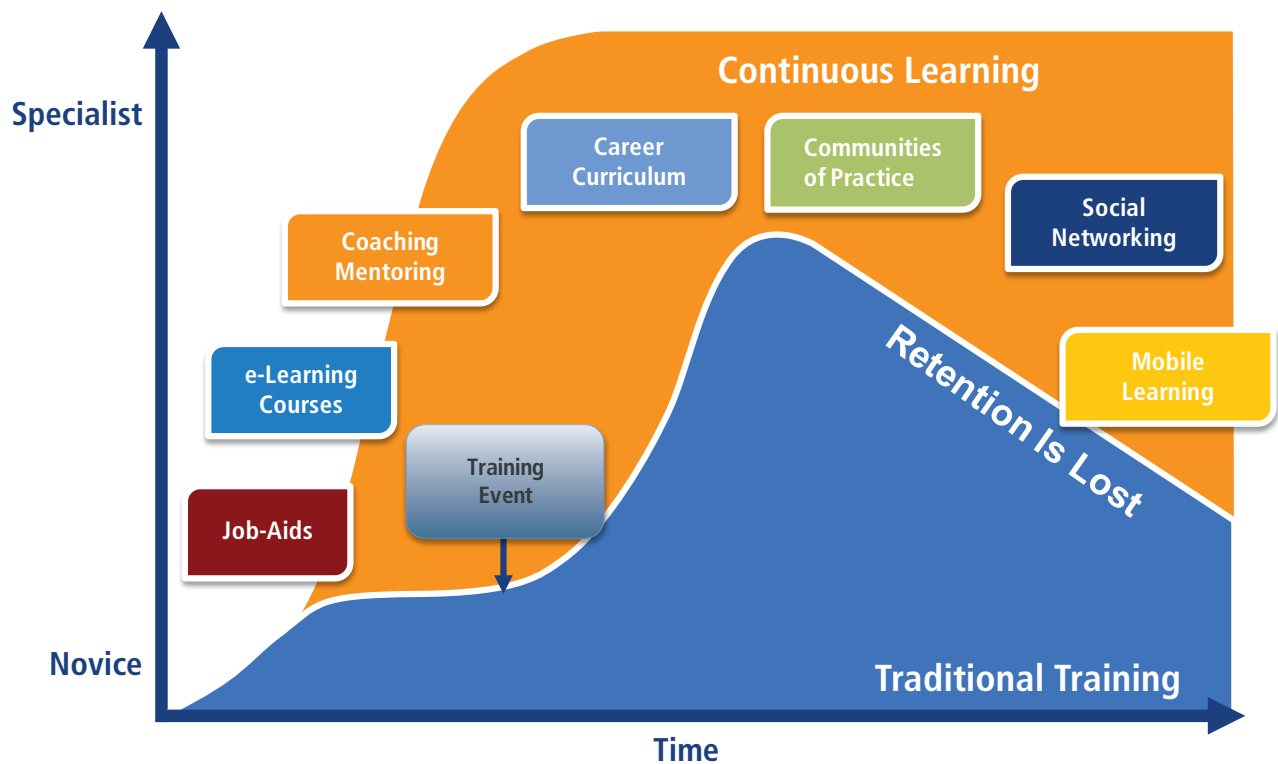 Continuous Learning
Specialist
Career
Curriculum
Communities
of Practice
Social
Networking
Coaching
Mentoring
e-Learning
Courses
Mobile
Learning
Retention Is Lost
Training
Event
Job-Aids
Novice
Traditional Training
Time